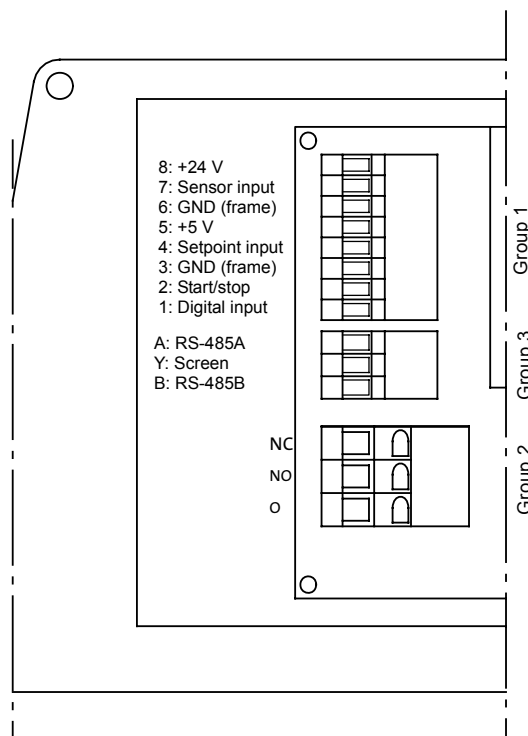 8: +24 V
7: Sensor input
6: GND (frame)
5: +5 V
4: Setpoint input
3: GND (frame)
2: Start/stop
1: Digital input
A: RS-485A
Y: Screen
B: RS-485B
NC
NO
O
Group 1
Group 3
Group 2